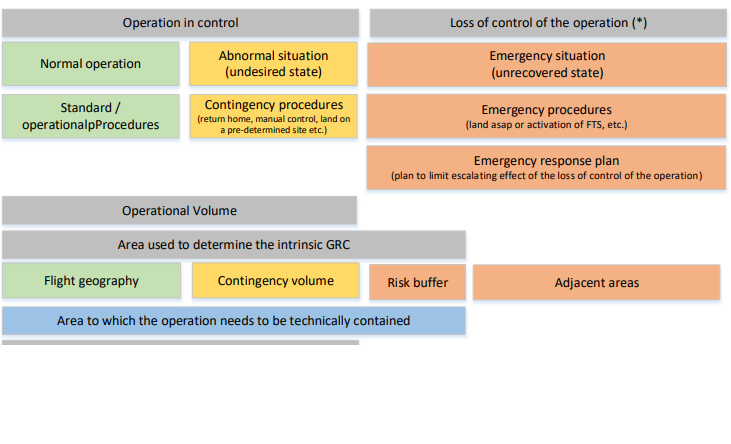 Operation in control
Loss of control of the operation (*)
Normal operation
Abnormal situation
(undesired state)
Emergency situation
(unrecovered state)
Standard /
operationalpProcedures
Contingency procedures
(return home, manual control, land on
a pre-determined site etc.)
Emergency procedures
(land asap or activation of FTS, etc.)
Emergency response plan
(plan to limit escalating effect of the loss of control of the operation)
Operational Volume
Area used to determine the intrinsic GRC
Flight geography
Contingency volume
Risk buffer
Adjacent areas
Area to which the operation needs to be technically contained